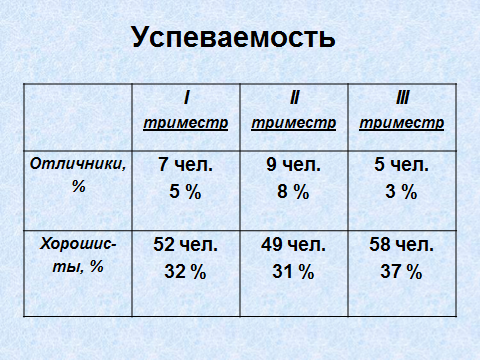 Успеваемость
I
триместр
II
триместр
III
триместр
Отличники,
%
7 чел.
5 %
9 чел.
8 %
5 чел.
3 %
Хорошис-
ты, %
52 чел.
32 %
49 чел.
31 %
58 чел.
37 %